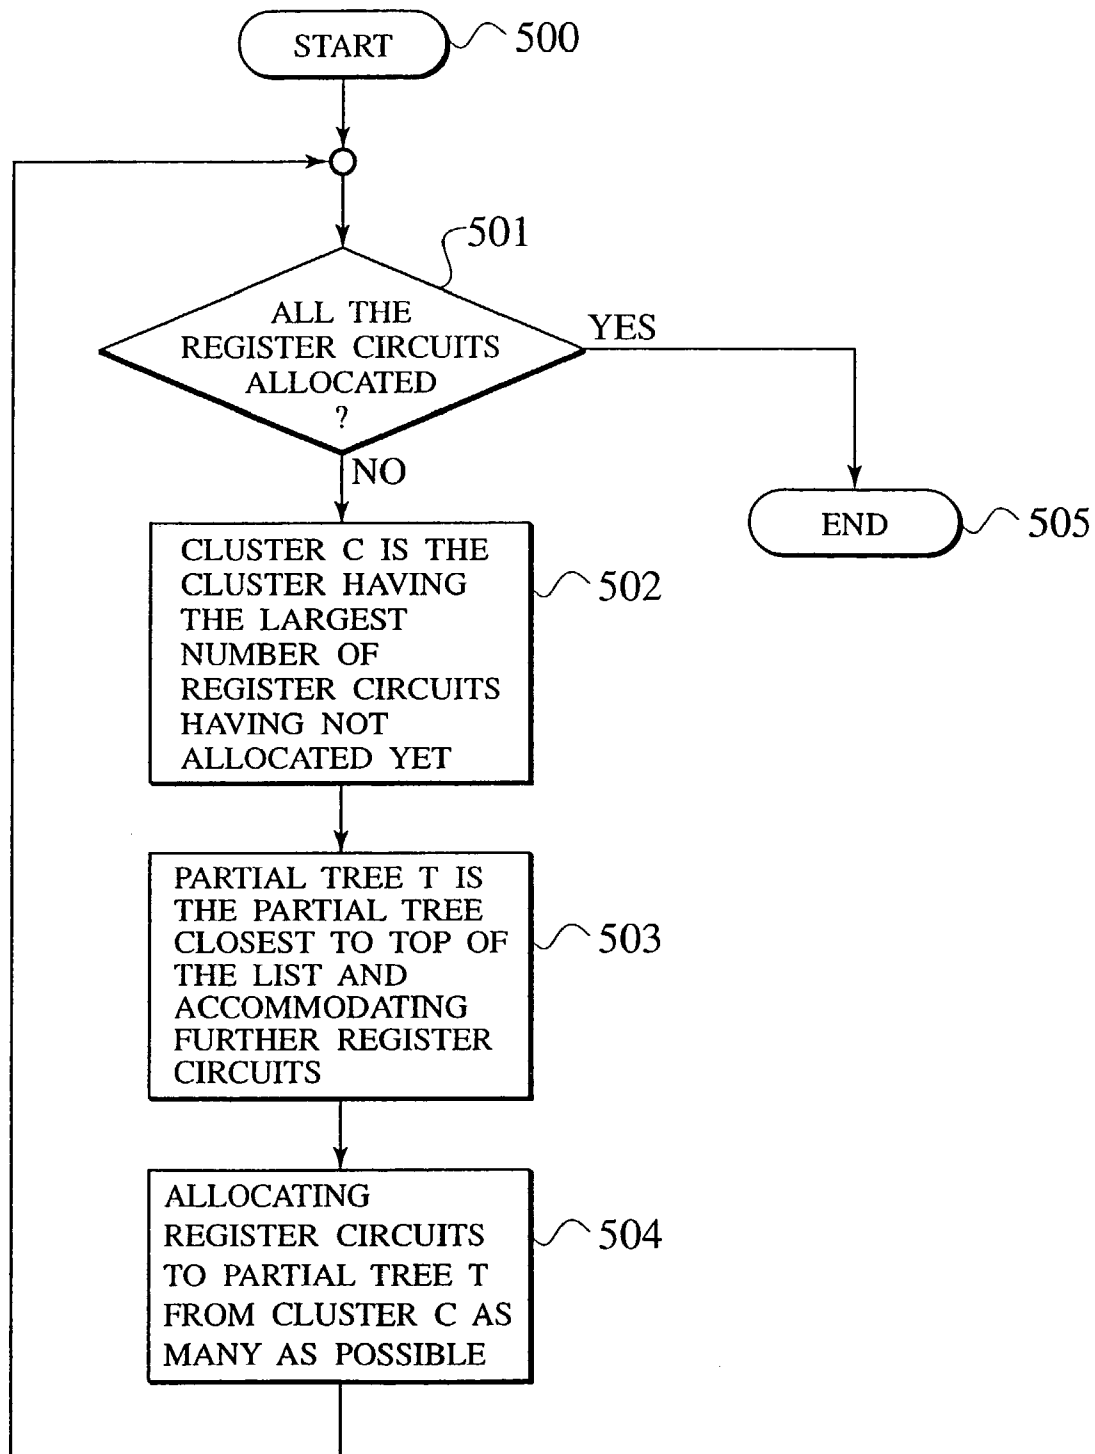 START
500
501
ALL THE
REGISTER CIRCUITS
ALLOCATED
?
YES
NO
END
505
CLUSTER C IS THE
CLUSTER HAVING
THE LARGEST
NUMBER OF
REGISTER CIRCUITS
HAVING NOT
ALLOCATED YET
502
PARTIAL TREE T IS
THE PARTIAL TREE
CLOSEST TO TOP OF
THE LIST AND
ACCOMMODATING
FURTHER REGISTER
CIRCUITS
503
ALLOCATING
REGISTER CIRCUITS
TO PARTIAL TREE T
FROM CLUSTER C AS
MANY AS POSSIBLE
504